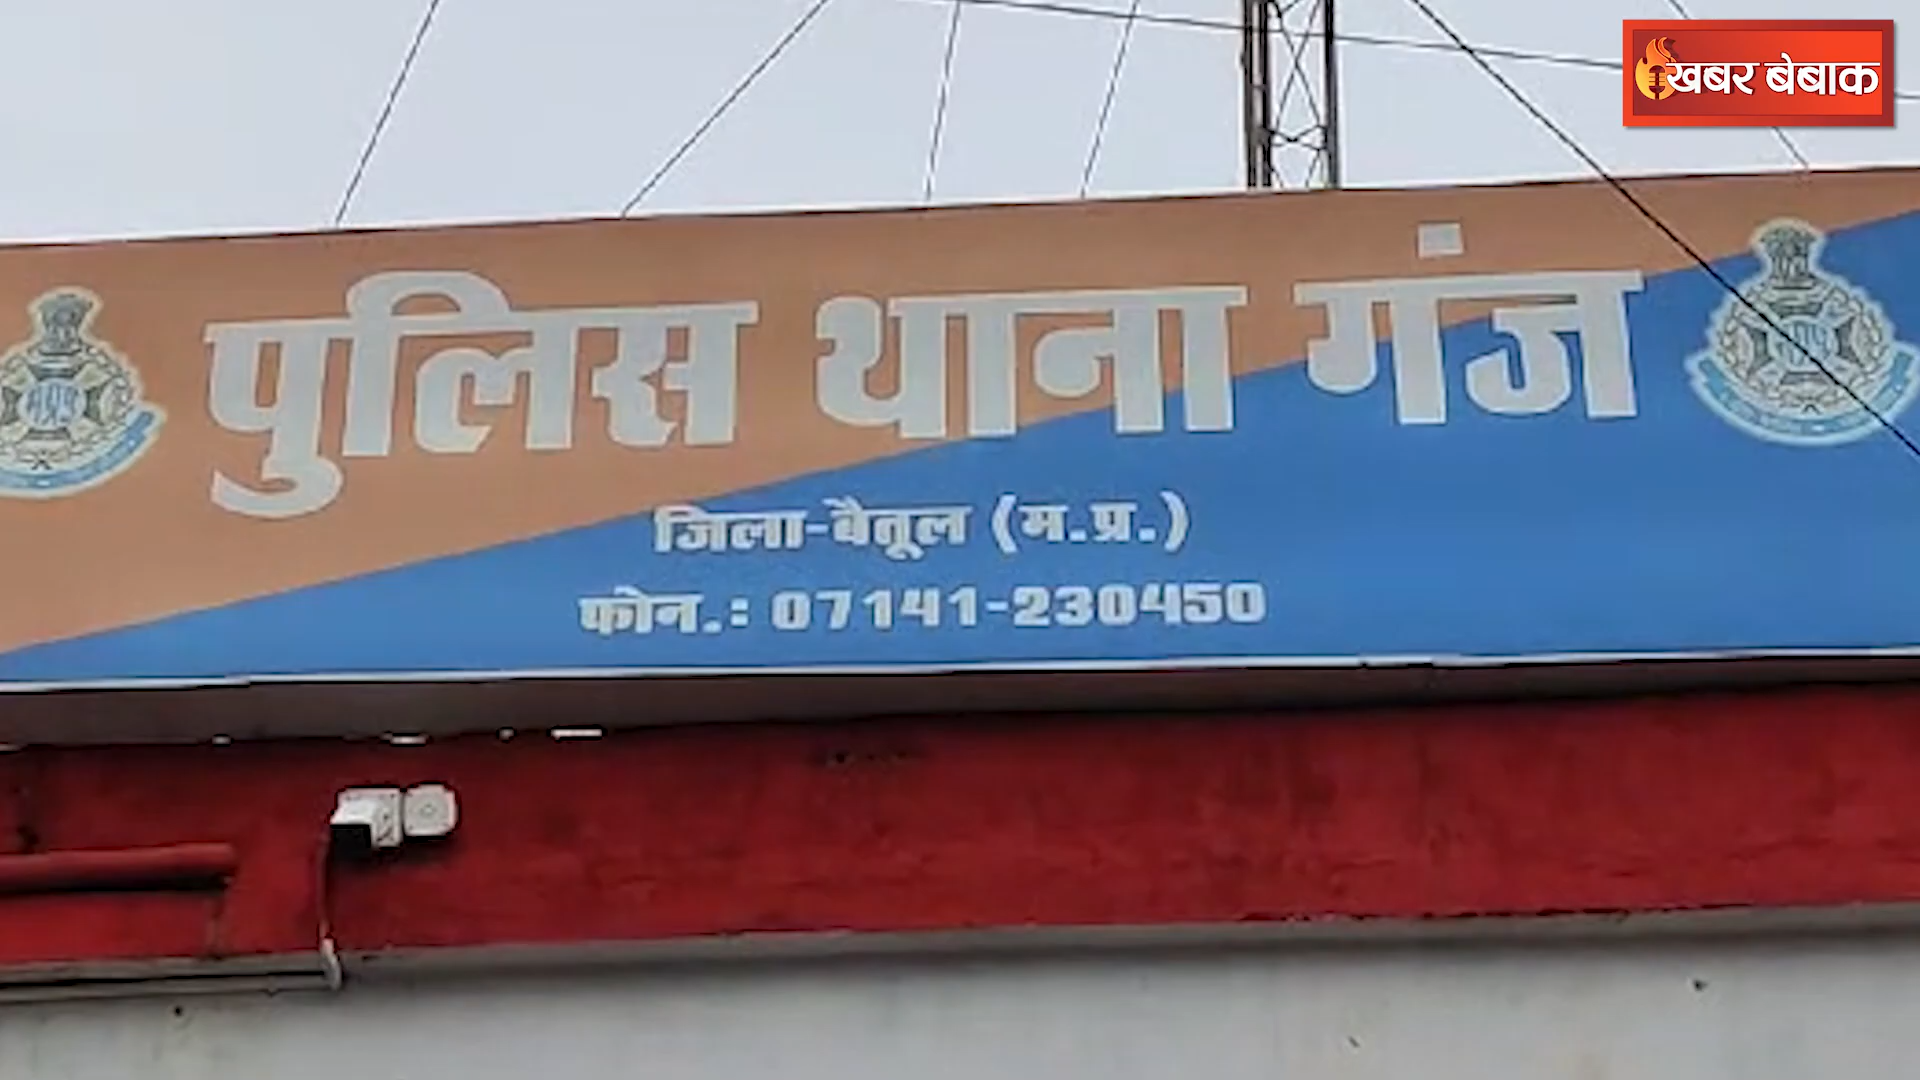 खबर बेबाक
पुलिस थाना गंज
जिला-बैतूल (म.प्र.)
फोन.: 07141-230450